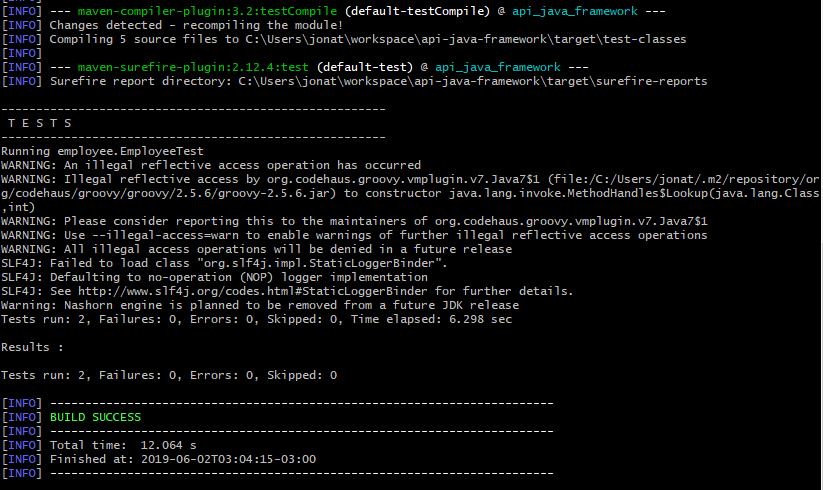 [INFO]
[INFO] --- maven-compiler-plugin:3.2:testCompile (default-testCompile) @ api_java_framework ---
[INFO] Changes detected - recompiling the module!
[INFO] Compiling 5 source files to C:\Users\jonat\workspace\api-java-framework\target\test-classes
[INFO]
[INFO] --- maven-surefire-plugin:2.12.4:test (default-test) @ api_java_framework ---
[INFO] Surefire report directory: C:\Users\jonat\workspace\api-java-framework\target\surefire-reports
-------------------------------------------------------
T E S T S
-------------------------------------------------------
Running employee.EmployeeTest
WARNING: An illegal reflective access operation has occurred
WARNING: Illegal reflective access by org.codehaus.groovy.vmplugin.v7.Java7$1 (file:/C:/Users/jonat/.m2/repository/or
g/codehaus/groovy/groovy/2.5.6/groovy-2.5.6.jar) to constructor java.lang.invoke.MethodHandles$Lookup(java.lang.Class
,int)
WARNING: Please consider reporting this to the maintainers of org.codehaus.groovy.vmplugin.v7.Java7$1
WARNING: Use --illegal-access=warn to enable warnings of further illegal reflective access operations
WARNING: All illegal access operations will be denied in a future release
SLF4J: Failed to load class "org.slf4j.impl.StaticLoggerBinder".
SLF4J: Defaulting to no-operation (NOP) logger implementation
SLF4J: See http://www.slf4j.org/codes.html#StaticLoggerBinder for further details.
Warning: Nashorn engine is planned to be removed from a future JDK release
Tests run: 2, Failures: 0, Errors: 0, Skipped: 0, Time elapsed: 6.298 sec
Results :
Tests run: 2, Failures: 0, Errors: 0, Skipped: 0
[INFO] ------------------------------------------------------------------------
[INFO] BUILD SUCCESS
[INFO] ------------------------------------------------------------------------
[INFO] Total time:  12.064 s
[INFO] Finished at: 2019-06-02T03:04:15-03:00
[INFO] ------------------------------------------------------------------------